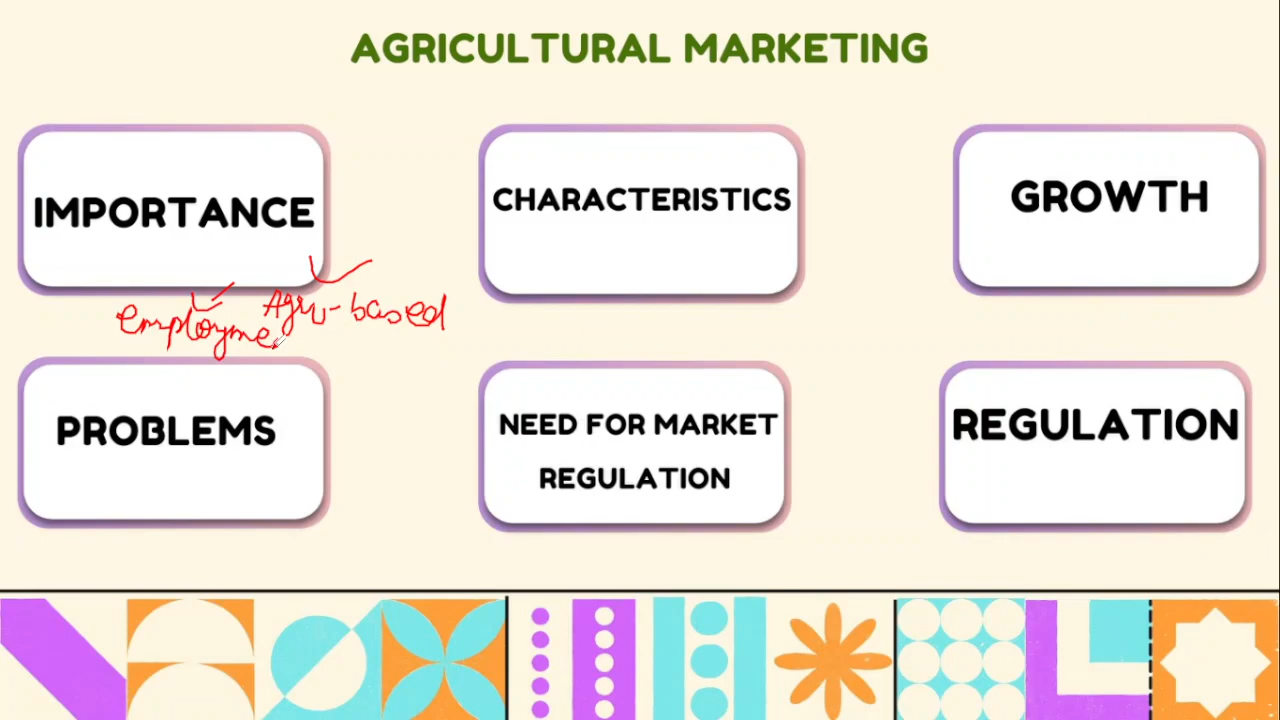 AGRICULTURAL MARKETING
IMPORTANCE
CHARACTERISTICS
GROWTH
Agri-based
employme
PROBLEMS
NEED FOR MARKET
REGULATION
REGULATION